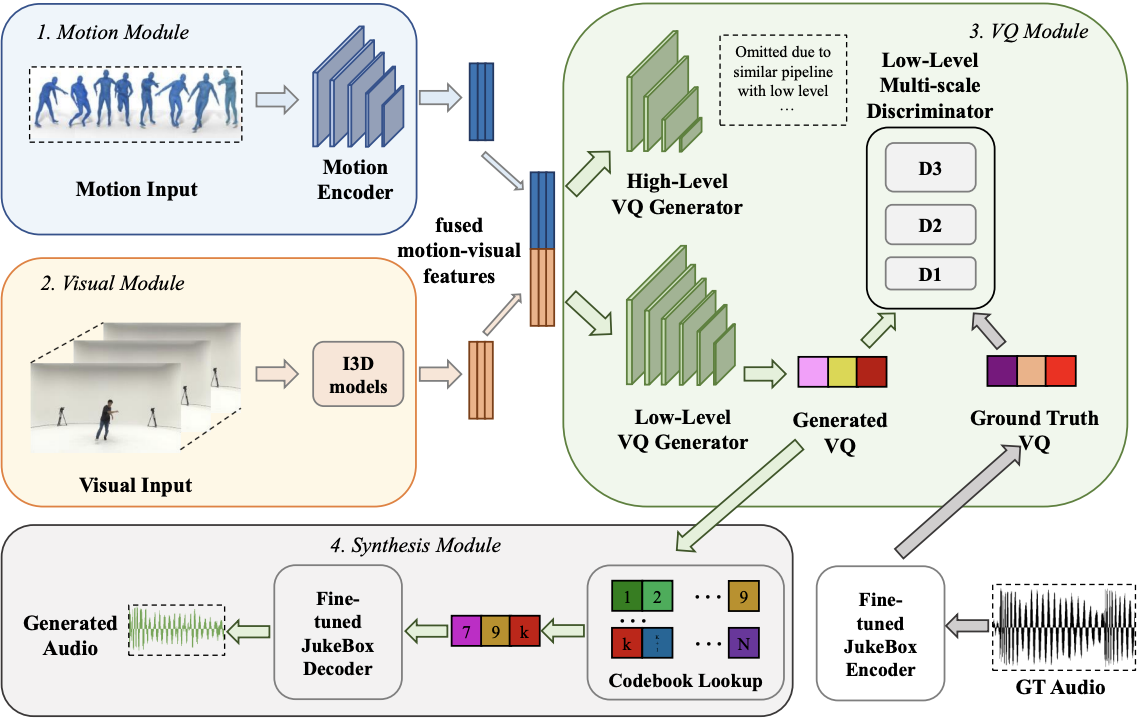 1. Motion Module
Motion Input
Motion
Encoder
2. Visual Module
Visual Input
I3D
models
fused
motion-visual
features
3. VQ Module
High-Level
VQ Generator
Omitted due to
similar pipeline
with low level
...
Low-Level
Multi-scale
Discriminator
D3
D2
D1
Low-Level
VQ Generator
Generated
VQ
Ground Truth
VQ
4. Synthesis Module
Generated
Audio
Fine-
tuned
JukeBox
Decoder
7 9 k
1 2 ... 9
...
k ⋮ ... N
Codebook Lookup
Fine-
tuned
JukeBox
Encoder
GT Audio